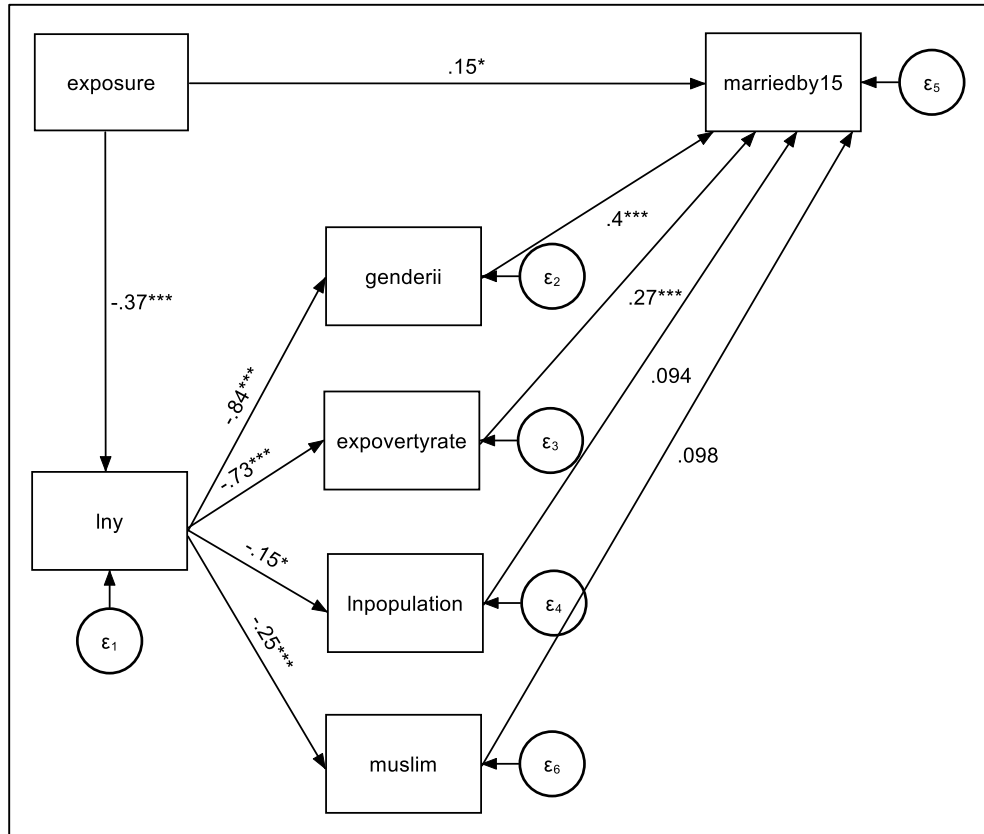 exposure
.15*
marriedby15
ε5
-.37***
genderii
.4***
ε2
-.84***
.27***
expovertyrate
ε3
-.73***
.094
.098
lny
-.15*
lnpopulation
ε4
ε1
-.25***
muslim
ε6